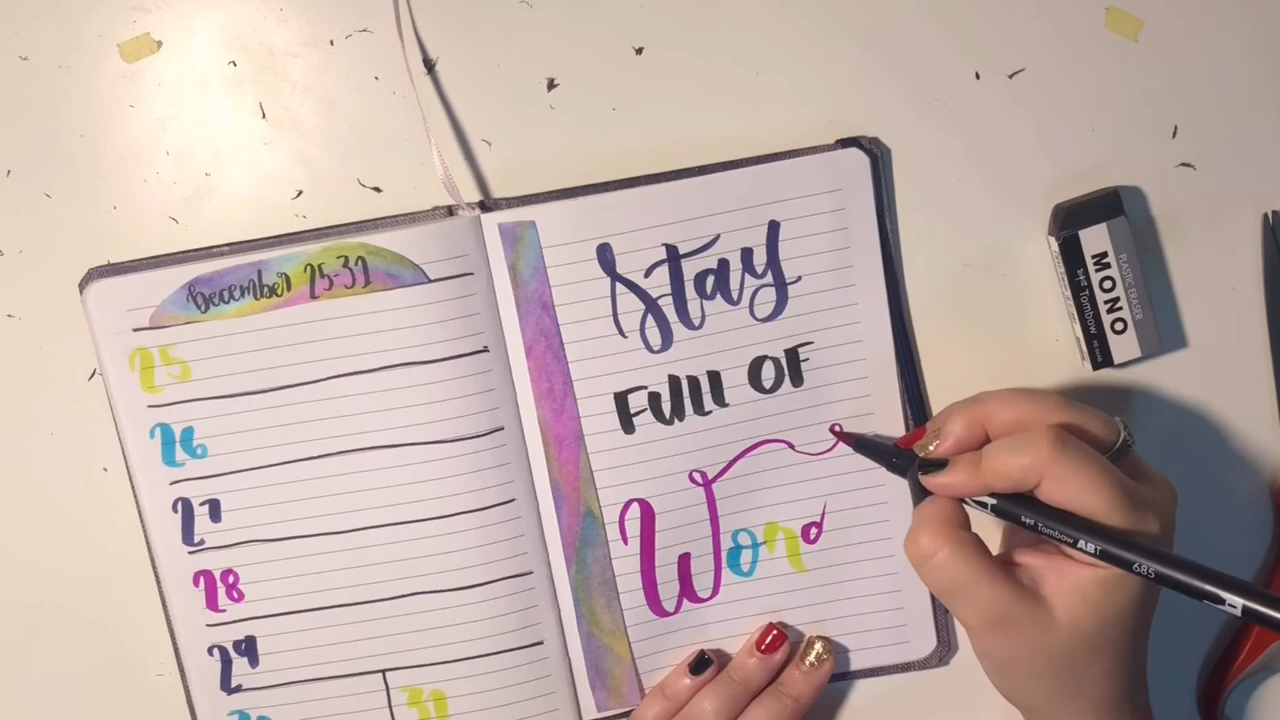 December 25-31
25
26
27
28
29
30
31
Stay
FULL OF
Wond
MONO
PLASTIC ERASER
Tombow
Tombow ABT
685